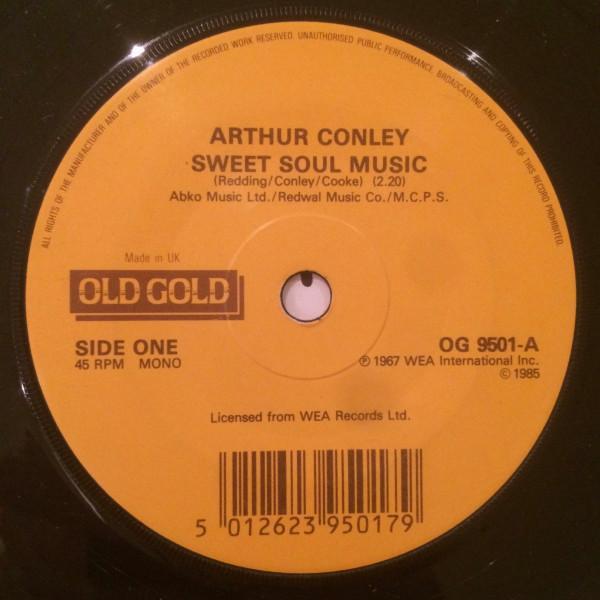 ALL RIGHTS OF THE MANUFACTURER AND OF THE OWNER OF THE RECORDED WORK RESERVED. UNAUTHORISED PUBLIC PERFORMANCE, BROADCASTING AND COPYING OF THIS RECORD PROHIBITED.
ARTHUR CONLEY
SWEET SOUL MUSIC
(Redding/Conley/Cooke) (2.20)
Abko Music Ltd./Redwal Music Co./M.C.P.S.
Made in UK
OLD GOLD
SIDE ONE
45 RPM MONO
OG 9501-A
℗ 1967 WEA International Inc.
© 1985
Licensed from WEA Records Ltd.
5 012623 950179